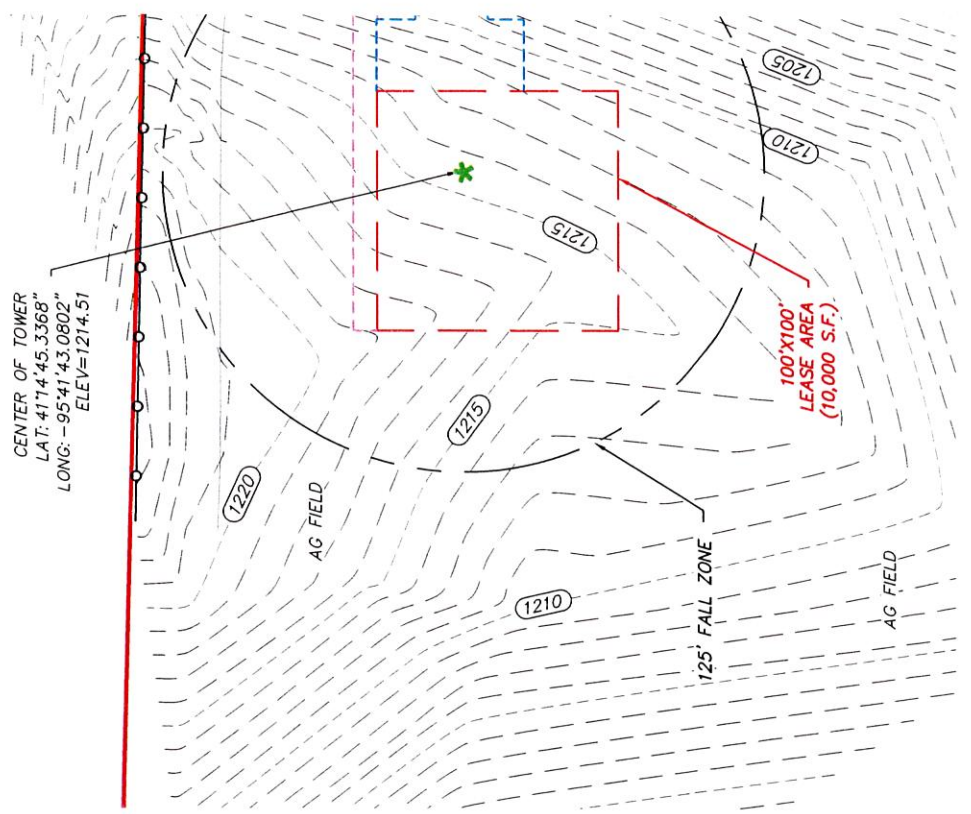 CENTER OF TOWER
LAT: 41°14'45.3368"
LONG: -95°41'43.0802"
ELEV=1214.51
1205
1210
1215
100'X100'
LEASE AREA
(10,000 S.F.)
1215
1220
AG FIELD
125' FALL ZONE
1210
AG FIELD